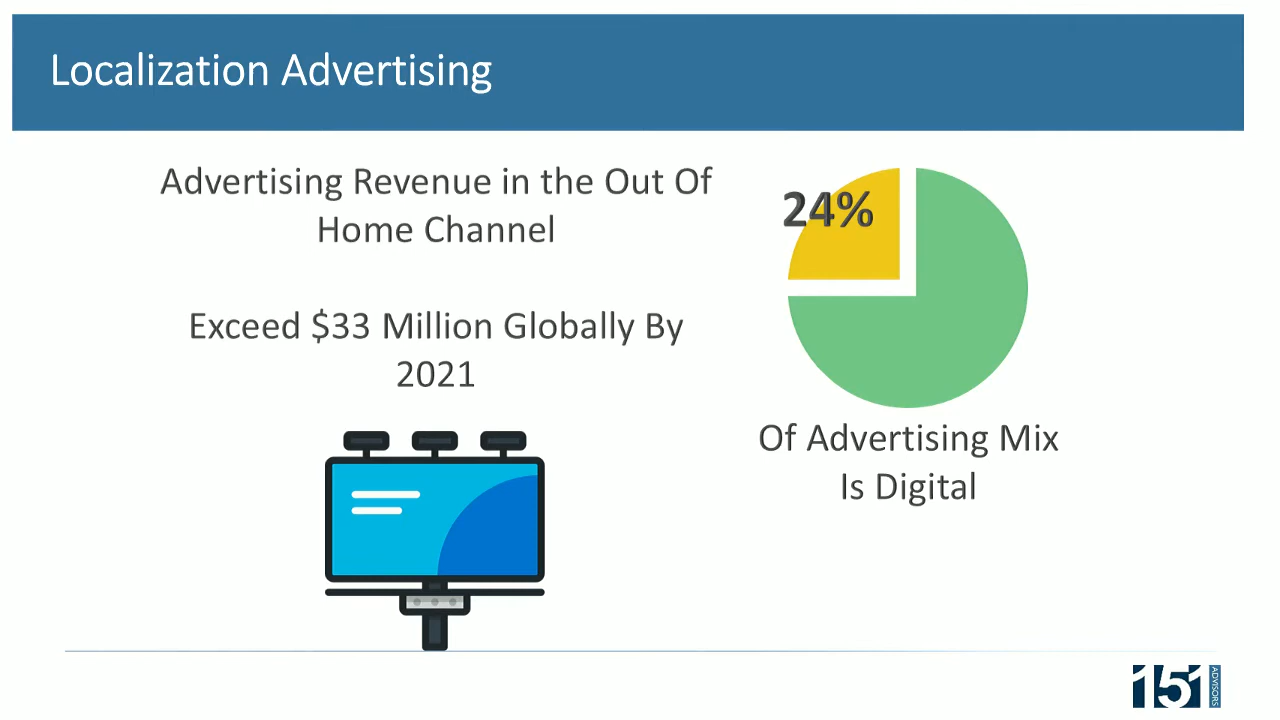 Localization Advertising
Advertising Revenue in the Out Of
Home Channel
Exceed $33 Million Globally By
2021
24%
Of Advertising Mix
Is Digital
151
ADVISORS